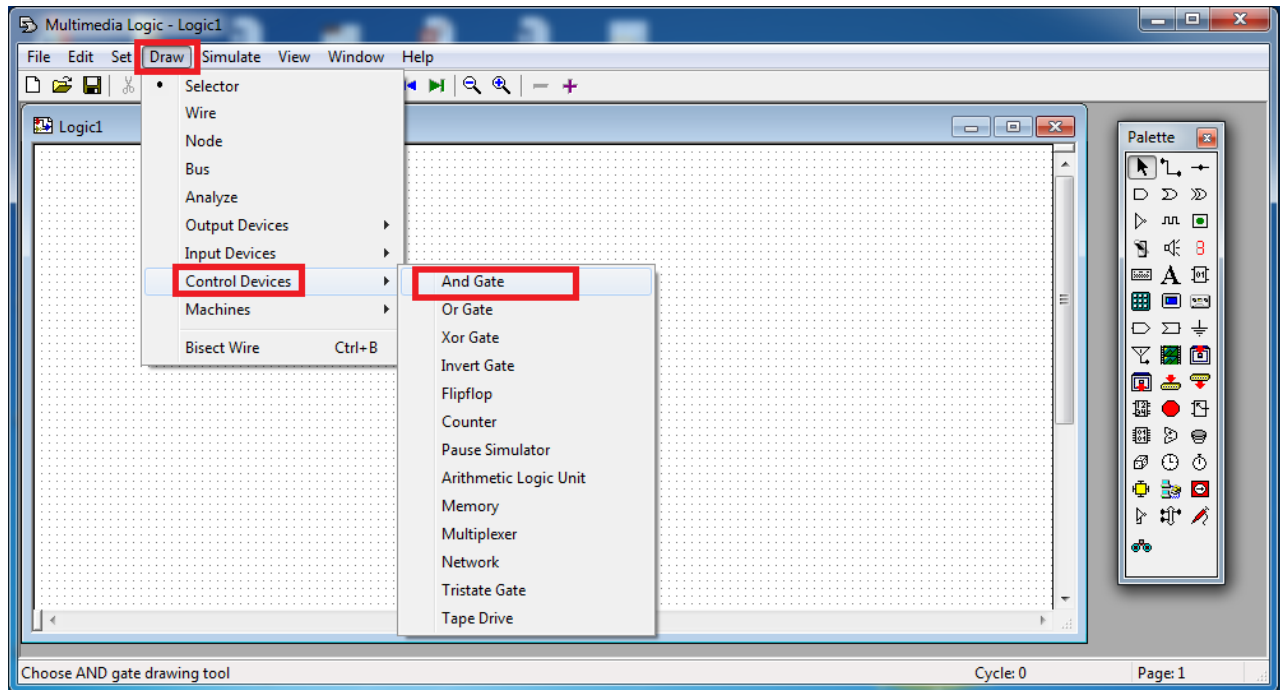 Multimedia Logic - Logic1
File Edit Set Draw Simulate View Window Help
Logic1
Selector
Wire
Node
Bus
Analyze
Output Devices
Input Devices
Control Devices
Machines
Bisect Wire Ctrl+B
And Gate
Or Gate
Xor Gate
Invert Gate
Flipflop
Counter
Pause Simulator
Arithmetic Logic Unit
Memory
Multiplexer
Network
Tristate Gate
Tape Drive
Palette
8
A
Choose AND gate drawing tool Cycle: 0 Page: 1